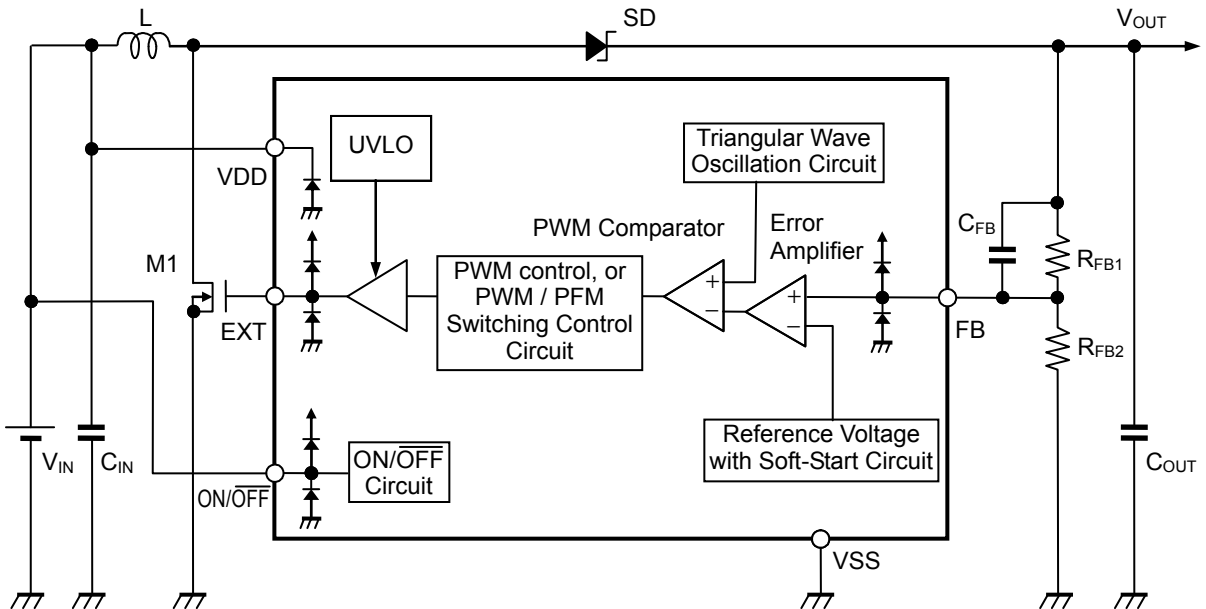 L
SD
VOUT
UVLO
Triangular Wave
Oscillation Circuit
VDD
PWM Comparator
Error
Amplifier
CFB
M1
PWM control, or
PWM / PFM
Switching Control
Circuit
+
−
+
−
RFB1
EXT
FB
RFB2
VIN
CIN
ON/OFF
Circuit
Reference Voltage
with Soft-Start Circuit
COUT
ON/OFF
VSS